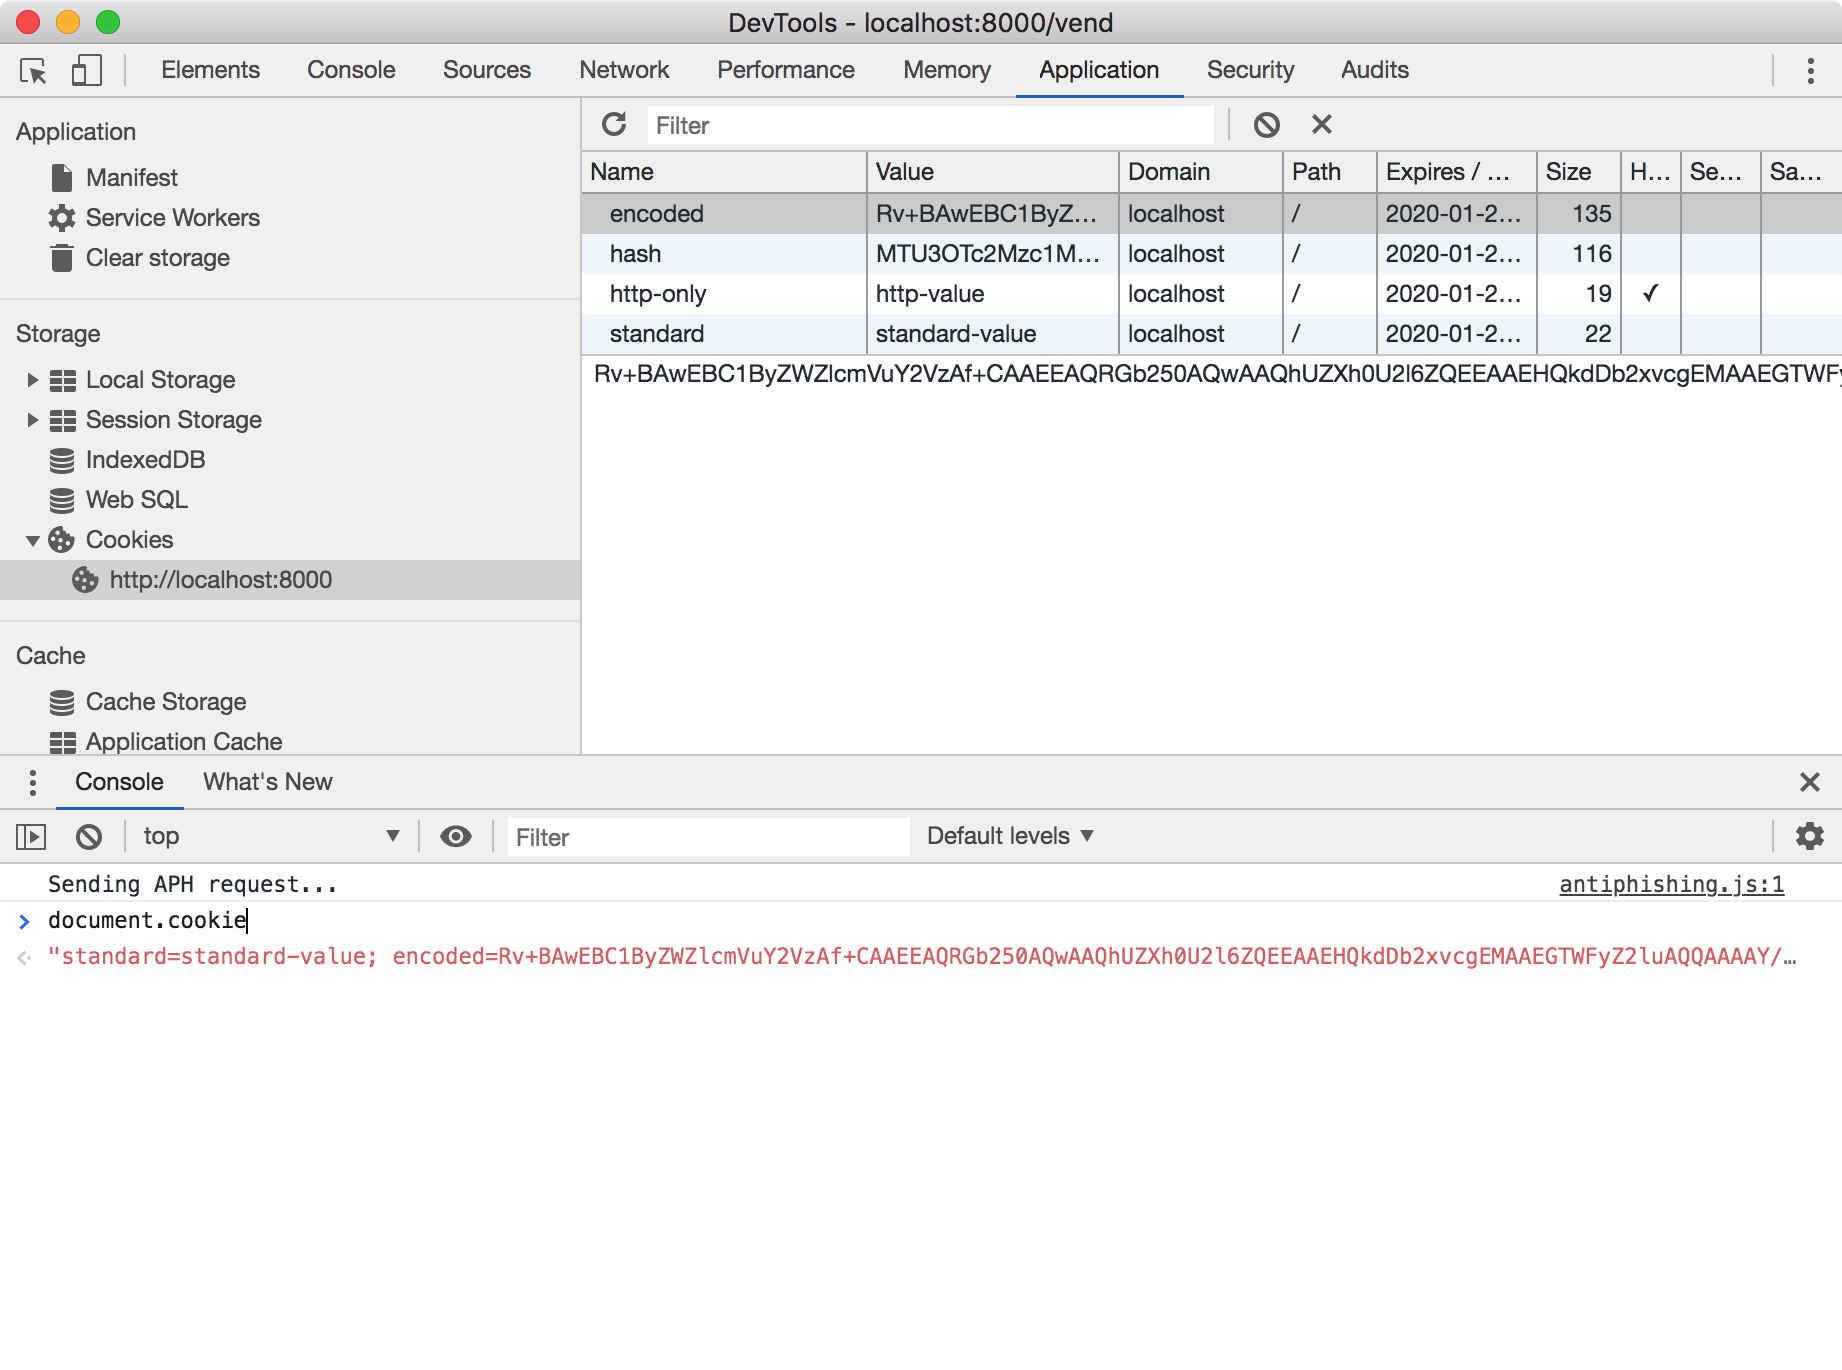 DevTools - localhost:8000/vend
Elements Console Sources Network Performance Memory Application Security Audits
Application
Manifest
Service Workers
Clear storage
Storage
Local Storage
Session Storage
IndexedDB
Web SQL
Cookies
http://localhost:8000
Cache
Cache Storage
Application Cache
Filter
Name Value Domain Path Expires / ... Size H... Se... Sa...
encoded Rv+BAwEBC1ByZ... localhost / 2020-01-2... 135
hash MTU3OTc2Mzc1M... localhost / 2020-01-2... 116
http-only http-value localhost / 2020-01-2... 19 ✓
standard standard-value localhost / 2020-01-2... 22
Rv+BAwEBC1ByZWZlcmVuY2VzAf+CAAEEAQRGb250AQwAAQhUZXh0U2l6ZQEEAAEHQkdDb2xvcgEMAAEGTWFy
Console What's New
top Filter Default levels
Sending APH request... antiphishing.js:1
> document.cookie
"standard=standard-value; encoded=Rv+BAwEBC1ByZWZlcmVuY2VzAf+CAAEEAQRGb250AQwAAQhUZXh0U2l6ZQEEAAEHQkdDb2xvcgEMAAEGTWFyZ2luAQQAAAAY/…